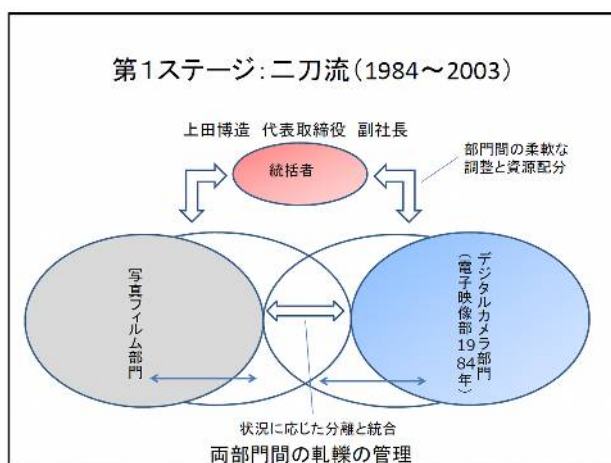 第1ステージ:二刀流(1984~2003)
上田博造 代表取締役 副社長
統括者
部門間の柔軟な
調整と資源配分
写真フィルム部門
デジタルカメラ部門
(電子映像部1984年)
状況に応じた分離と統合
両部門間の軋轢の管理